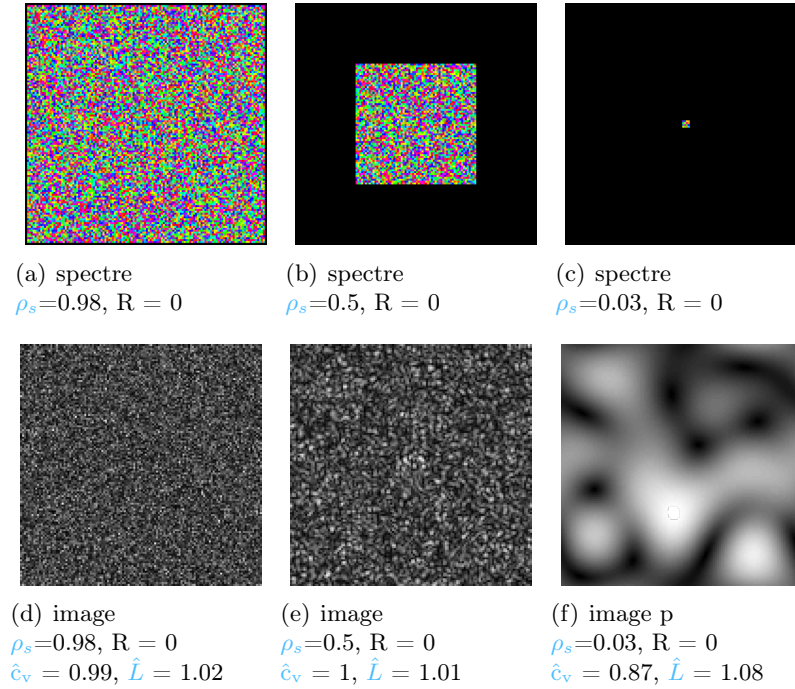 (a) spectre
ρₛ=0.98, R = 0
(b) spectre
ρₛ=0.5, R = 0
(c) spectre
ρₛ=0.03, R = 0
(d) image
ρₛ=0.98, R = 0
ĉᵥ = 0.99, L̂ = 1.02
(e) image
ρₛ=0.5, R = 0
ĉᵥ = 1, L̂ = 1.01
(f) image p
ρₛ=0.03, R = 0
ĉᵥ = 0.87, L̂ = 1.08